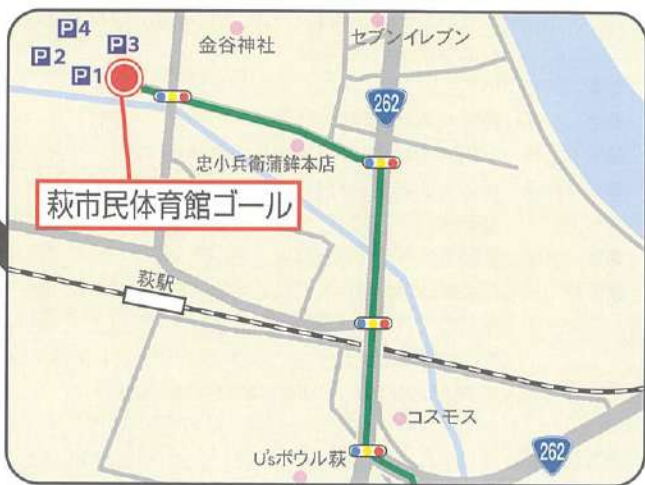 P4
P3
P2
P1
金谷神社
セブンイレブン
262
忠小兵衛蒲鉾本店
萩市民体育館ゴール
萩駅
コスモス
U'sボウル萩
262